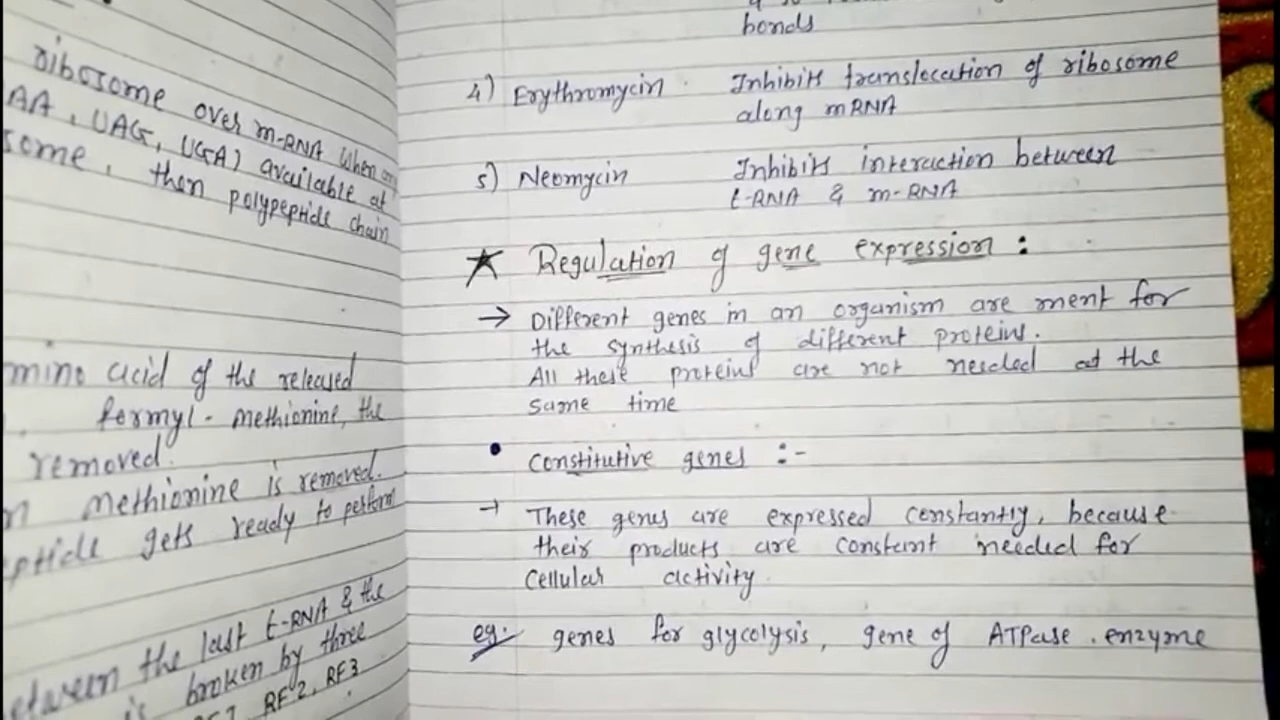 ribosome over m-RNA when any
AA, UAG, UGA) available at
some, then polypeptide chain
mino acid of the released
formyl - methionine, the
removed.
n methionine is removed.
ptide gets ready to perform
etween the last t-RNA & the
is broken by three
RF2, RF3
bonds
4) Erythromycin. Inhibits translocation of ribosome
along mRNA
5) Neomycin Inhibits interaction between
t-RNA & m-RNA
★ Regulation of gene expression :
→ Different genes in an organism are ment for
the synthesis of different proteins.
All these proteins are not needed at the
same time
• Constitutive genes :-
→ These genes are expressed constantly, because
their products are constant needed for
cellular activity.
eg:- genes for glycolysis, gene of ATPase . enzyme